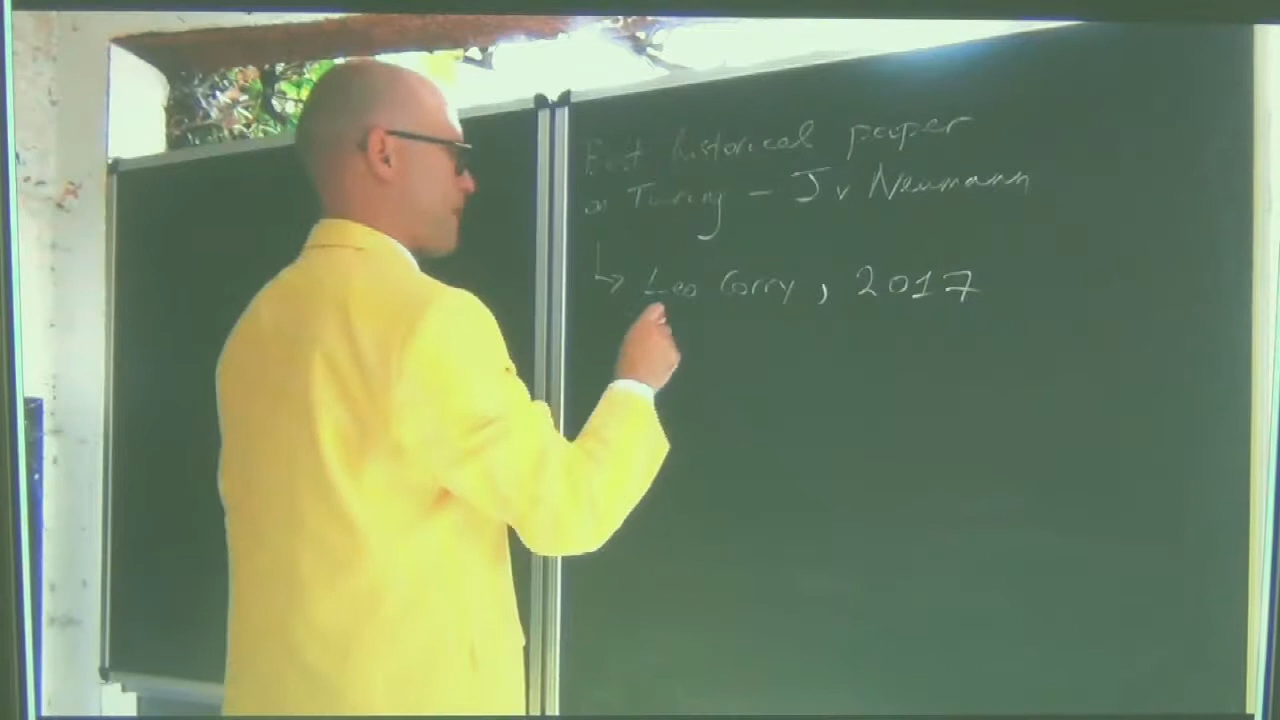 Best historical paper
on Turing - J v Neumann
↳ Leo Corry, 2017